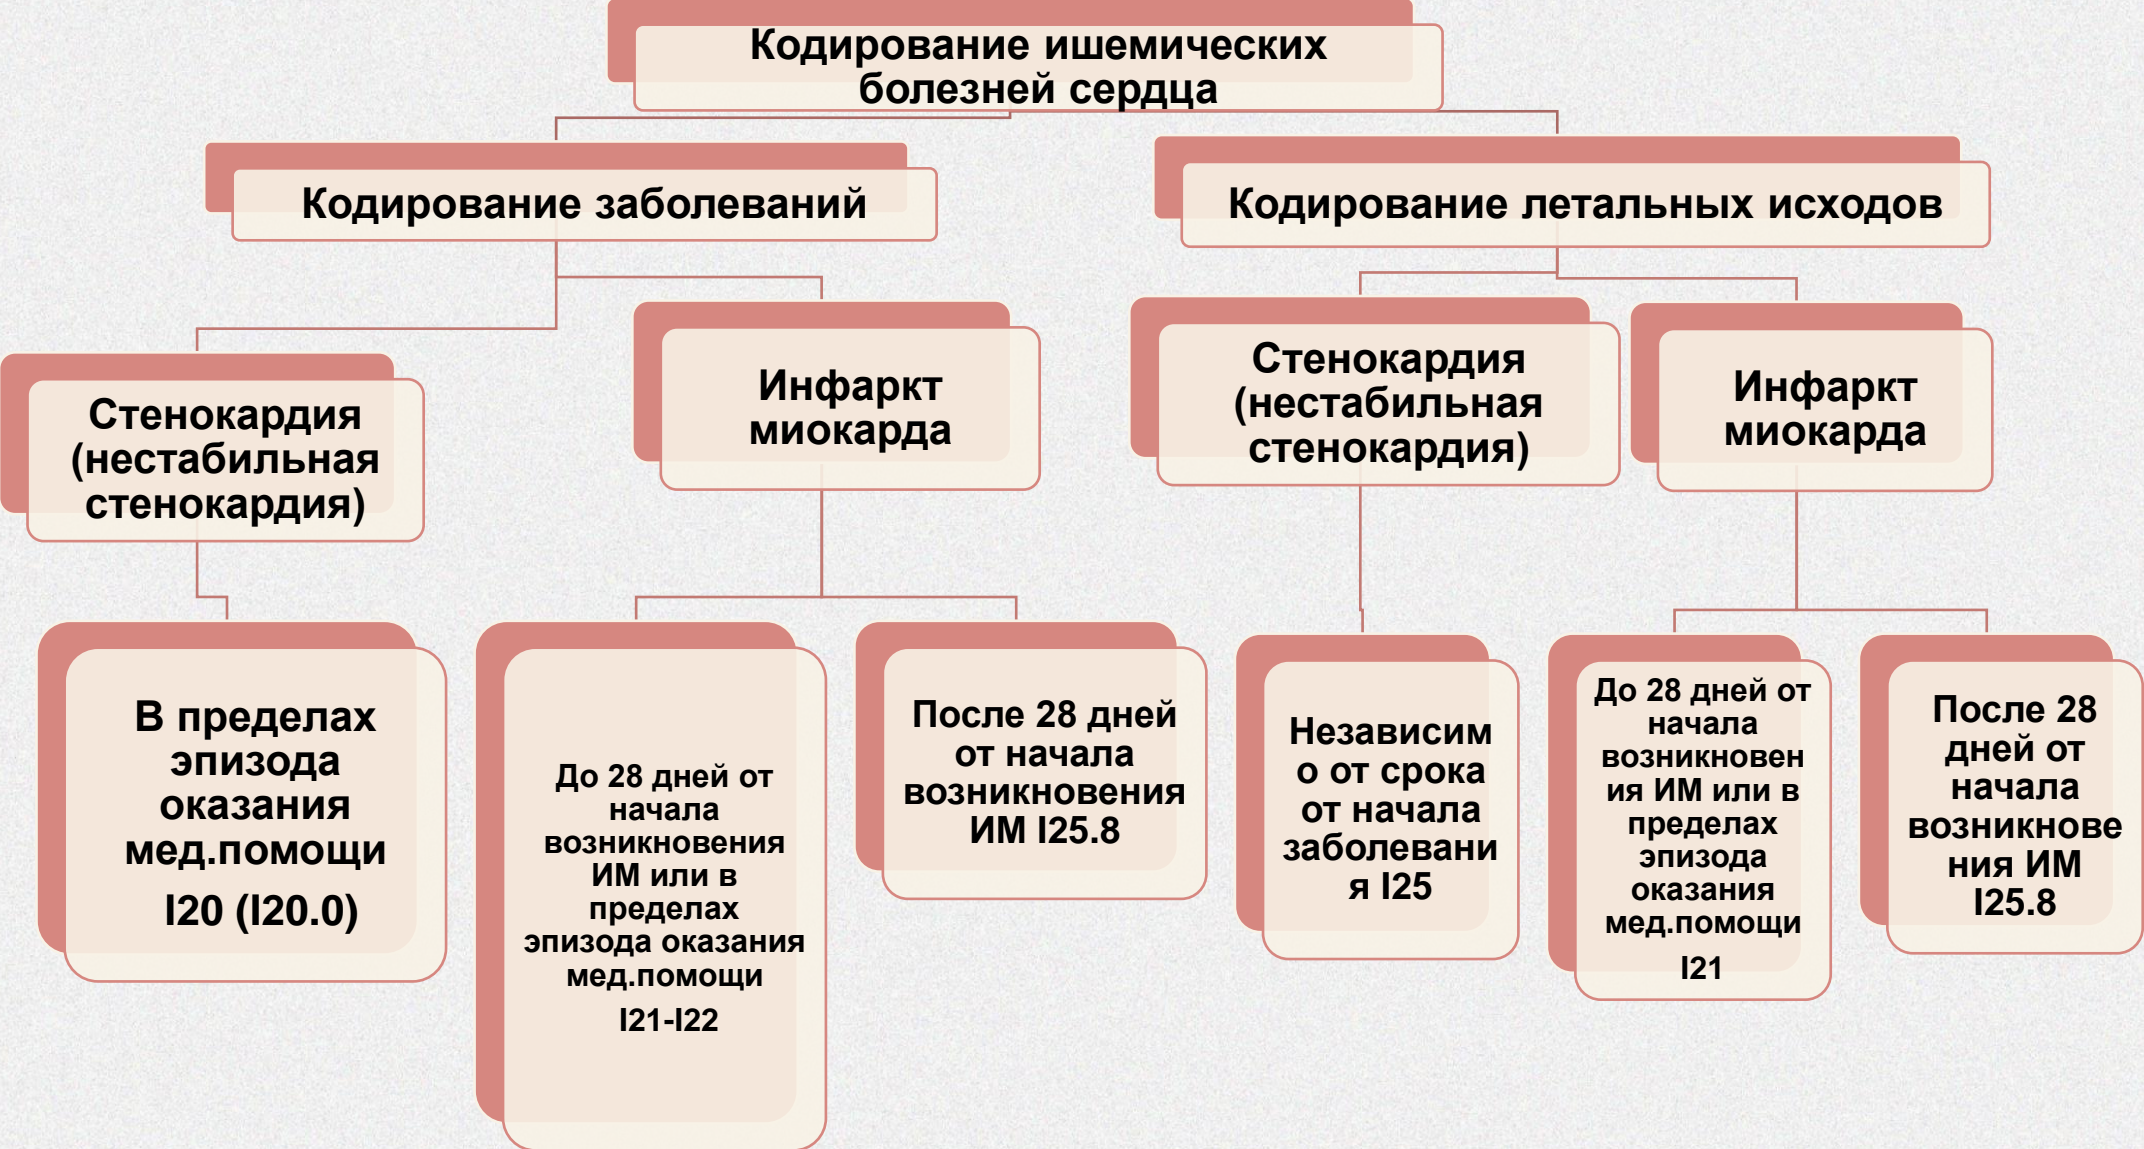 Кодирование ишемических
болезней сердца
Кодирование заболеваний
Кодирование летальных исходов
Стенокардия
(нестабильная
стенокардия)
Инфаркт
миокарда
Стенокардия
(нестабильная
стенокардия)
Инфаркт
миокарда
В пределах
эпизода
оказания
мед.помощи
I20 (I20.0)
До 28 дней от
начала
возникновения
ИМ или в
пределах
эпизода оказания
мед.помощи
I21-I22
После 28 дней
от начала
возникновения
ИМ I25.8
Независим
о от срока
от начала
заболевани
я I25
До 28 дней от
начала
возникновен
ия ИМ или в
пределах
эпизода
оказания
мед.помощи
I21
После 28
дней от
начала
возникнове
ния ИМ
I25.8